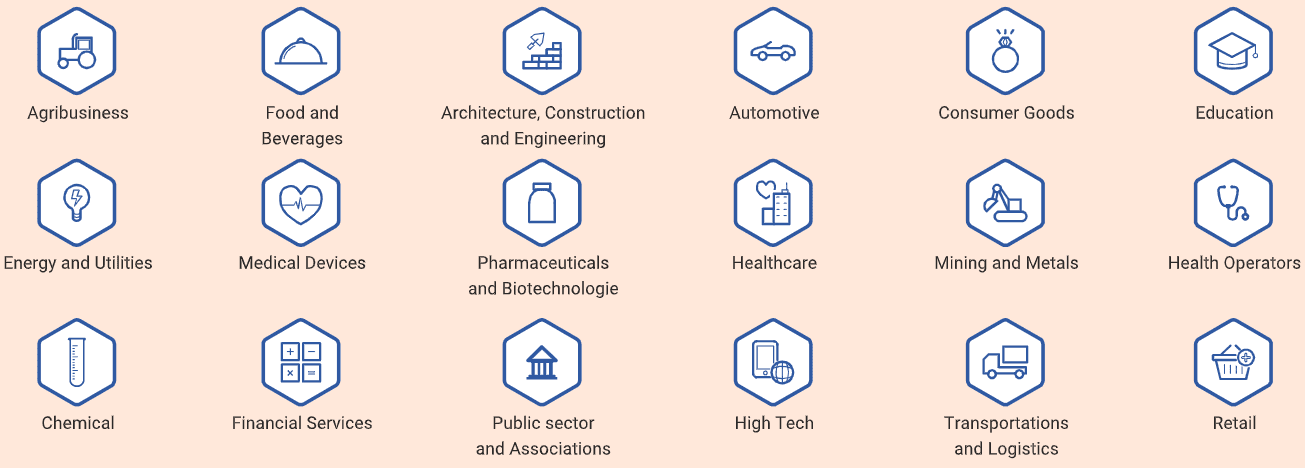 Agribusiness
Food and
Beverages
Architecture, Construction
and Engineering
Automotive
Consumer Goods
Education
Energy and Utilities
Medical Devices
Pharmaceuticals
and Biotechnologie
Healthcare
Mining and Metals
Health Operators
Chemical
Financial Services
Public sector
and Associations
High Tech
Transportations
and Logistics
Retail